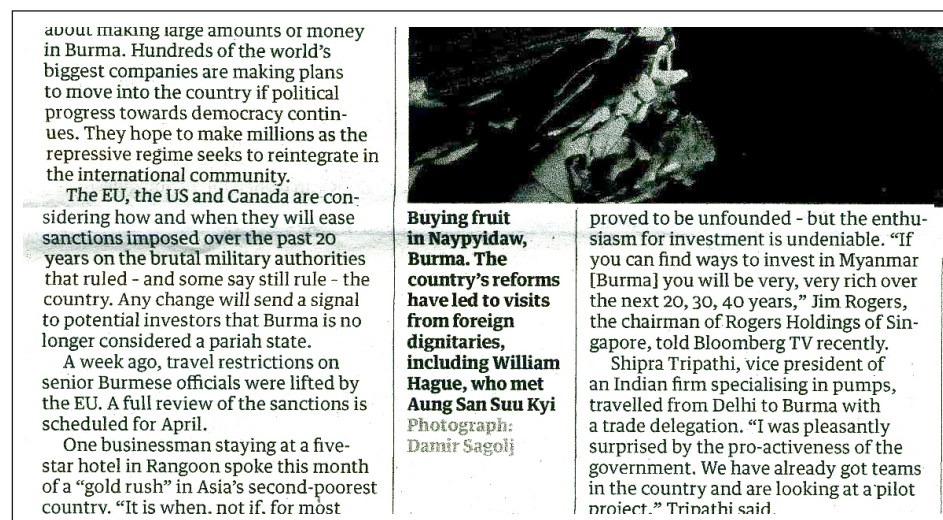 about making large amounts of money
in Burma. Hundreds of the world's
biggest companies are making plans
to move into the country if political
progress towards democracy contin-
ues. They hope to make millions as the
repressive regime seeks to reintegrate in
the international community.
The EU, the US and Canada are con-
sidering how and when they will ease
sanctions imposed over the past 20
years on the brutal military authorities
that ruled - and some say still rule - the
country. Any change will send a signal
to potential investors that Burma is no
longer considered a pariah state.
A week ago, travel restrictions on
senior Burmese officials were lifted by
the EU. A full review of the sanctions is
scheduled for April.
One businessman staying at a five-
star hotel in Rangoon spoke this month
of a "gold rush" in Asia's second-poorest
country. "It is when, not if, for most
Buying fruit
in Naypyidaw,
Burma. The
country's reforms
have led to visits
from foreign
dignitaries,
including William
Hague, who met
Aung San Suu Kyi
Photograph:
Damir Sagolj
proved to be unfounded - but the enthu-
siasm for investment is undeniable. "If
you can find ways to invest in Myanmar
[Burma] you will be very, very rich over
the next 20, 30, 40 years," Jim Rogers,
the chairman of Rogers Holdings of Sin-
gapore, told Bloomberg TV recently.
Shipra Tripathi, vice president of
an Indian firm specialising in pumps,
travelled from Delhi to Burma with
a trade delegation. "I was pleasantly
surprised by the pro-activeness of the
government. We have already got teams
in the country and are looking at a pilot
project," Tripathi said.